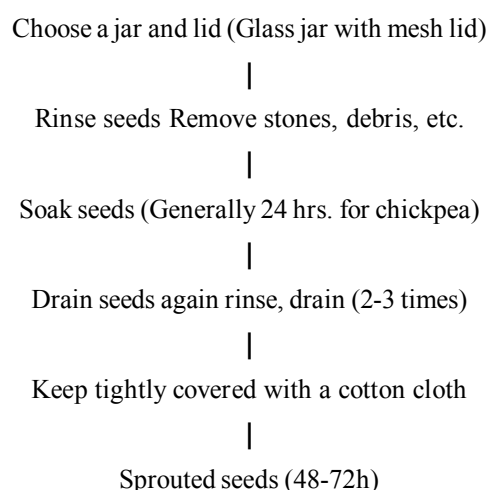 Choose a jar and lid (Glass jar with mesh lid)
Rinse seeds Remove stones, debris, etc.
Soak seeds (Generally 24 hrs. for chickpea)
Drain seeds again rinse, drain (2-3 times)
Keep tightly covered with a cotton cloth
Sprouted seeds (48-72h)